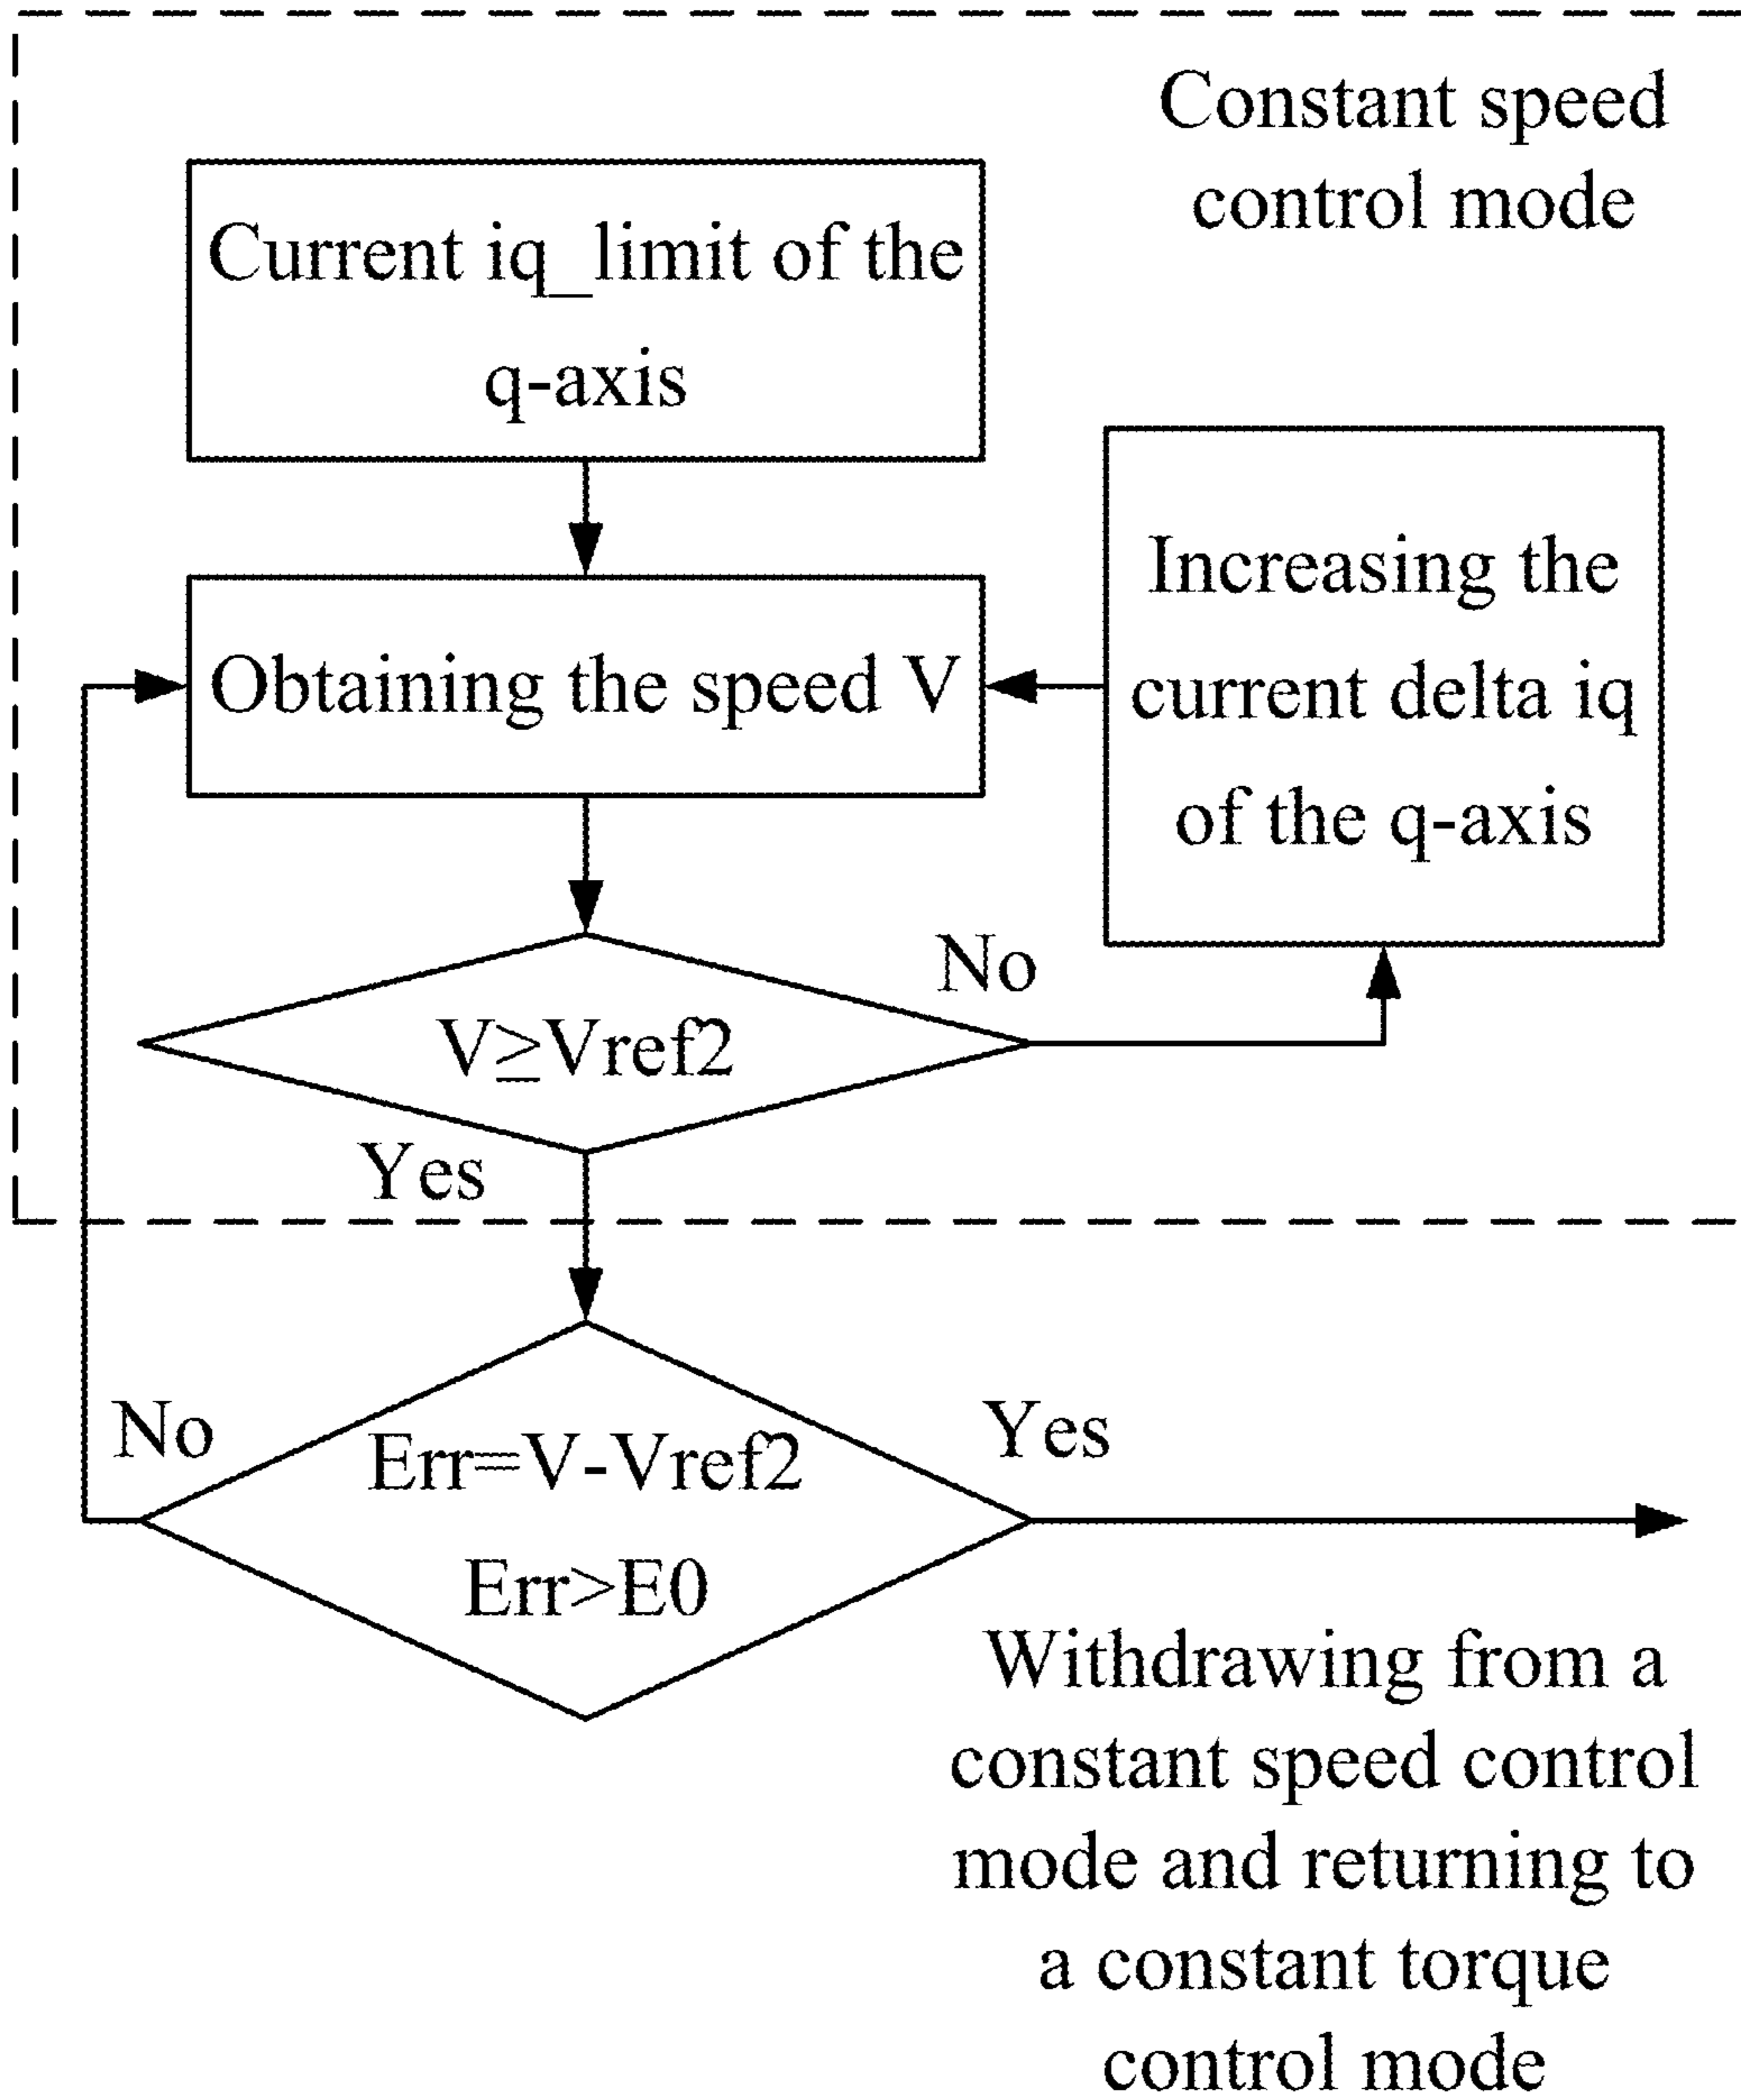 Constant speed
control mode
Current iq_limit of the
q-axis
Obtaining the speed V
Increasing the
current delta iq
of the q-axis
V≥Vref2
No
Yes
Err=V-Vref2
Err>E0
No
Yes
Withdrawing from a
constant speed control
mode and returning to
a constant torque
control mode